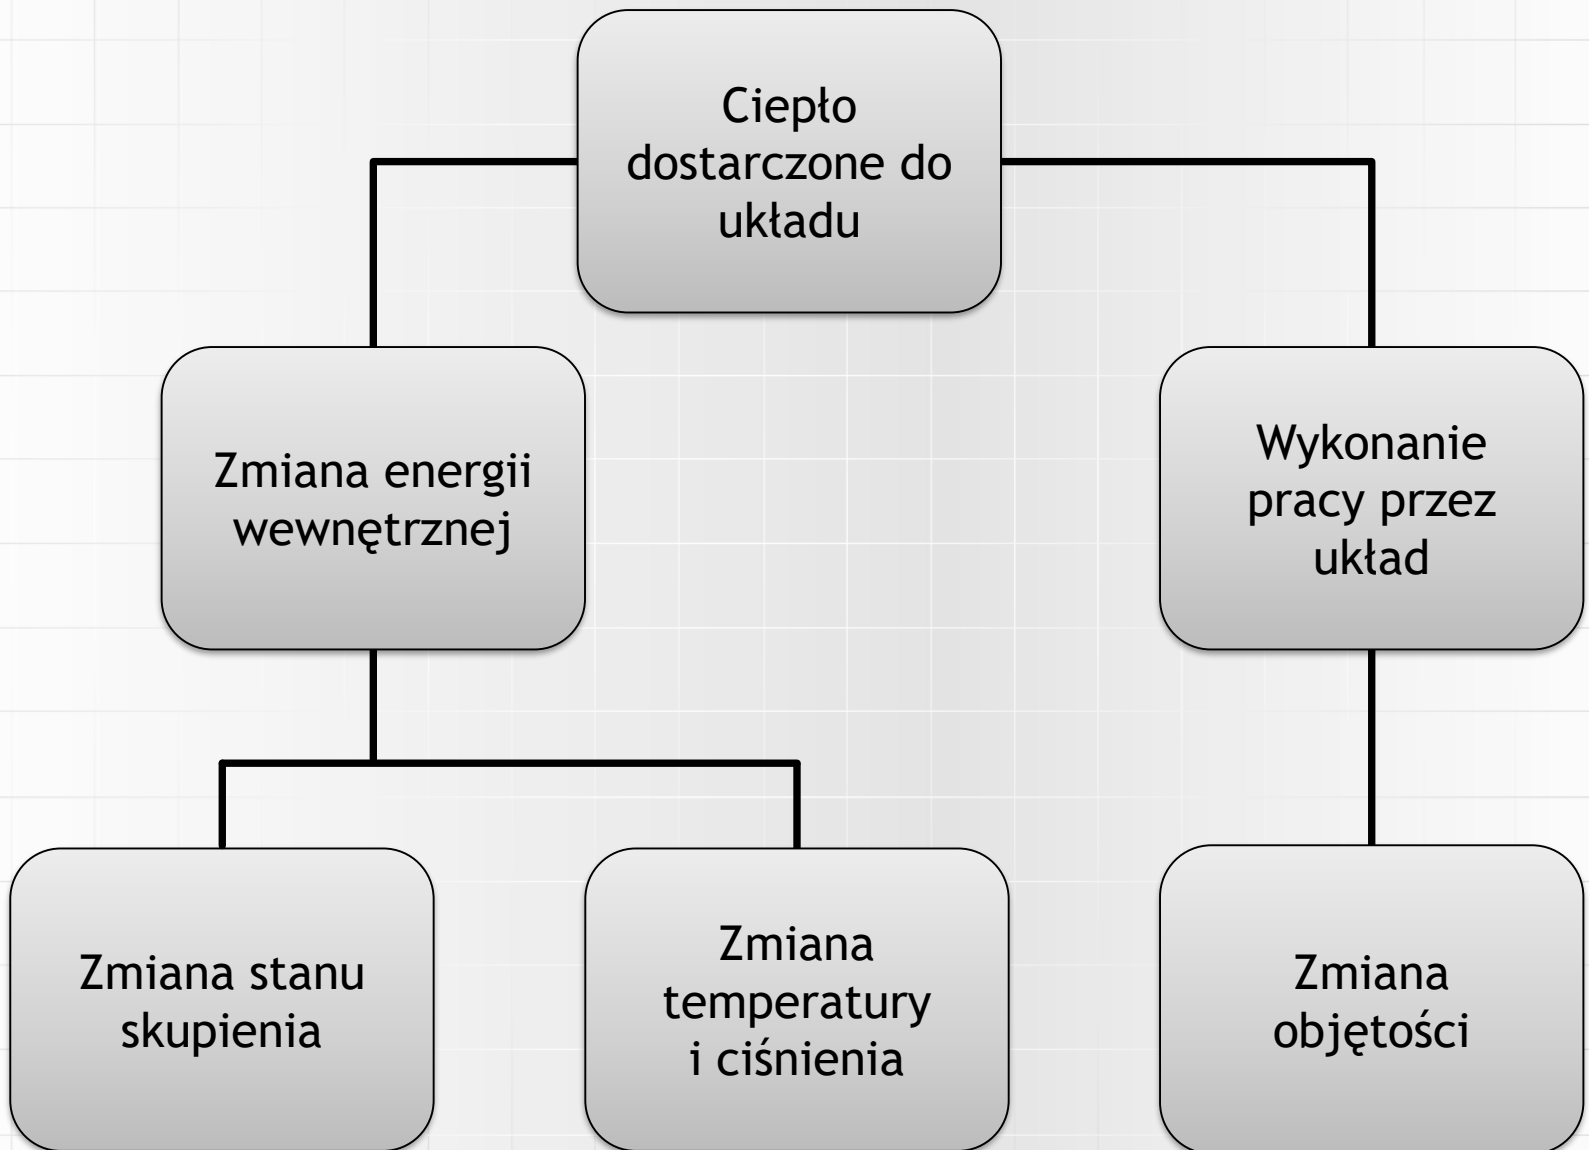 Ciepło
dostarczone do
układu
Zmiana energii
wewnętrznej
Wykonanie
pracy przez
układ
Zmiana stanu
skupienia
Zmiana
temperatury
i ciśnienia
Zmiana
objętości